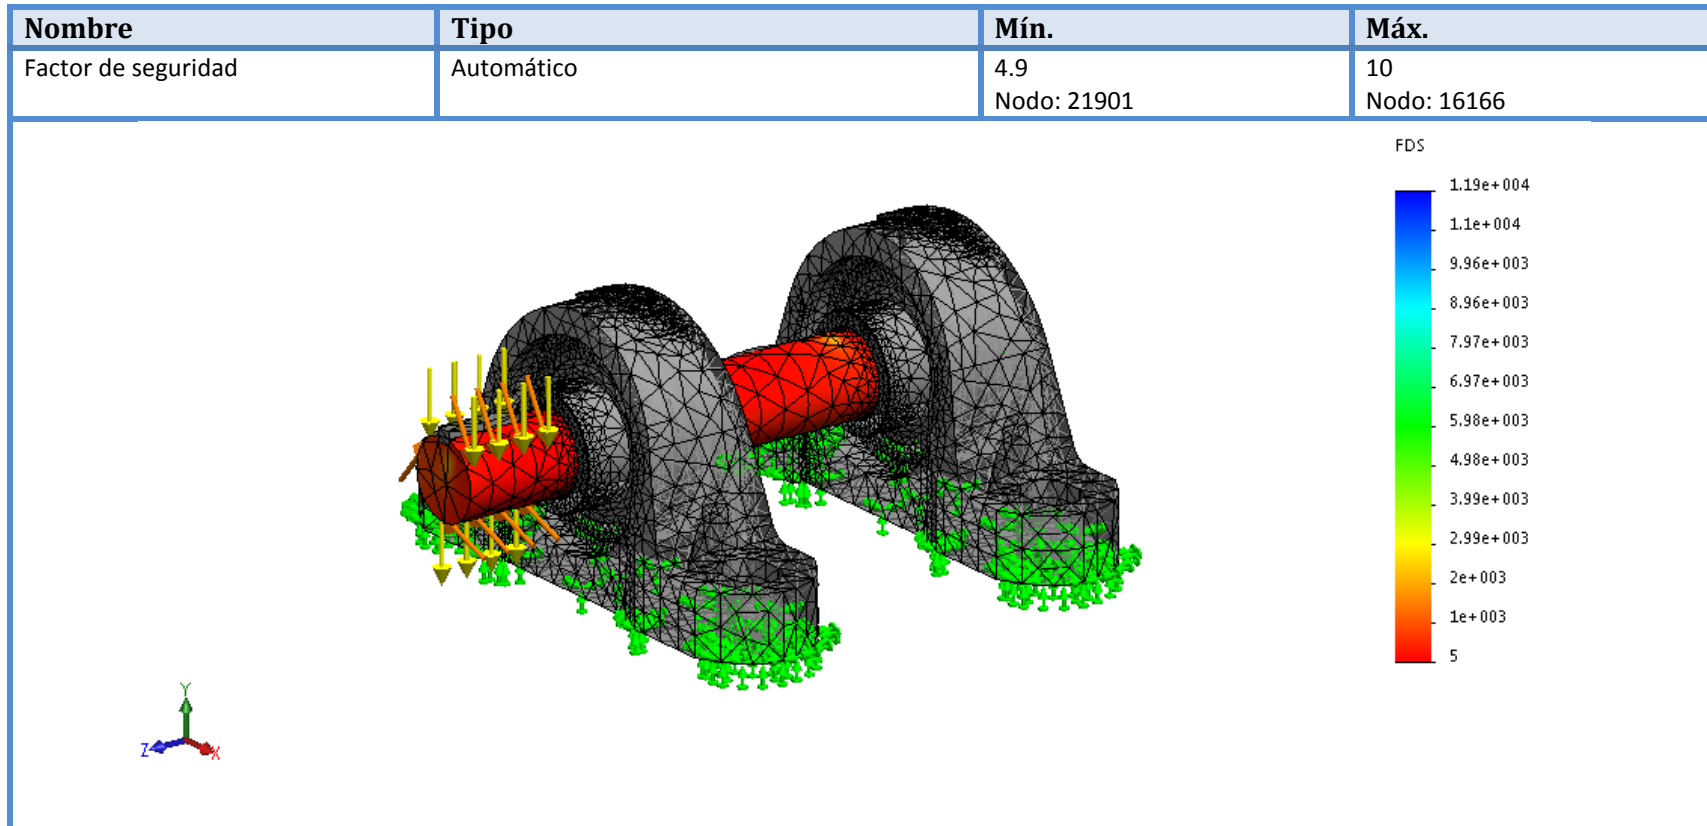 Nombre Tipo Mín. Máx.
Factor de seguridad Automático 4.9 10
Nodo: 21901 Nodo: 16166
FDS
1.19e+004
1.1e+004
9.96e+003
8.96e+003
7.97e+003
6.97e+003
5.98e+003
4.98e+003
3.99e+003
2.99e+003
2e+003
1e+003
5
Y
Z
X